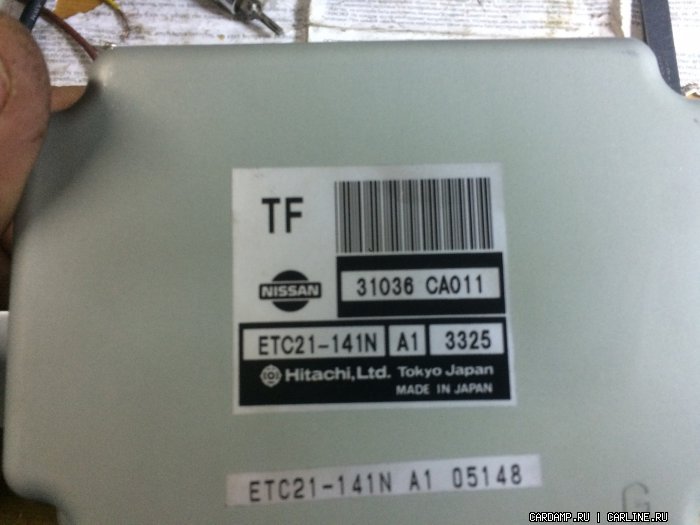 TF
NISSAN
31036 CA011
ETC21-141N A1 3325
Hitachi, Ltd. Tokyo Japan
MADE IN JAPAN
ETC21-141N A1 05148
G
CARDAMP.RU | CARLINE.RU